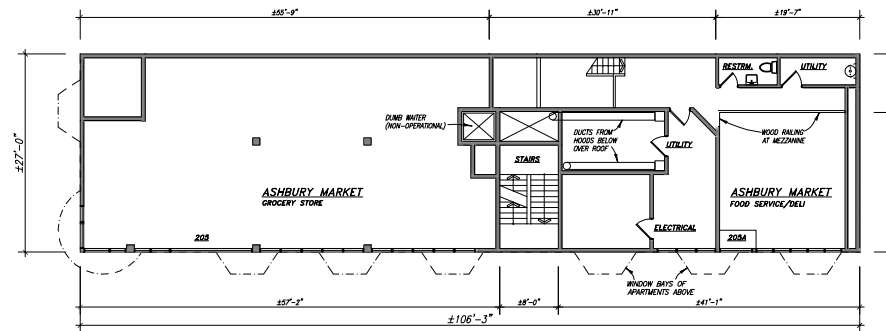 ±55'-9"
±30'-11"
±19'-7"
RESTRM.
UTILITY
DUMB WAITER
(NON-OPERATIONAL)
DUCTS FROM
HOODS BELOW
OVER ROOF
WOOD RAILING
AT MEZZANINE
UTILITY
±27'-0"
STAIRS
ASHBURY MARKET
GROCERY STORE
ASHBURY MARKET
FOOD SERVICE/DELI
ELECTRICAL
205
205A
WINDOW BAYS OF
APARTMENTS ABOVE
±57'-2"
±8'-0"
±41'-1"
±106'-3"